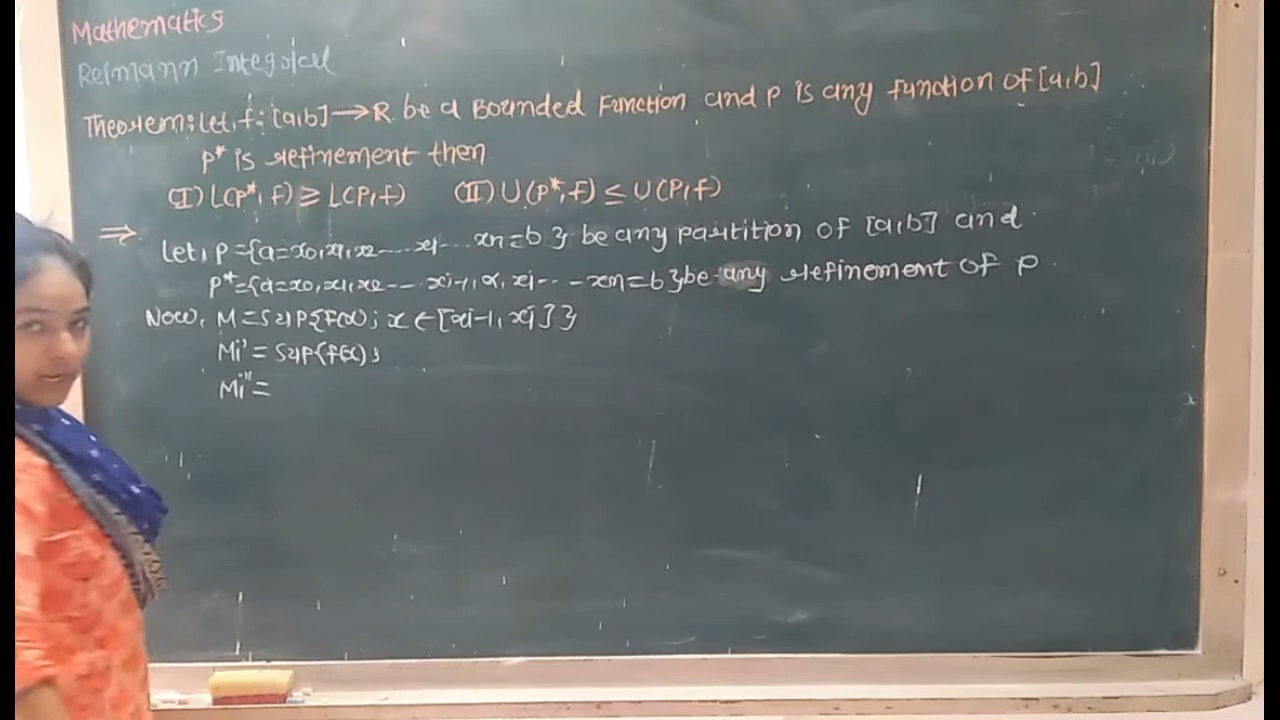 Mathematics
Reimann Integral
Theorem: Let, f: [a,b] → R be a Bounded Function and P is any function of [a,b]
P* is refinement then
(I) L(P*, f) ≥ L(P, f) (II) U(P*, f) ≤ U(P, f)
⇒ Let, P = {a=x0, x1, x2 ---- xi ... xn=b } be any partition of [a,b] and
P* = {a=x0, x1, x2 --- xi-1, α, xi -- - xn=b } be any refinement of P
Now, M = sup{f(x); x ∈ [xi-1, xi] }
Mi' = sup{f(x);
Mi'' =